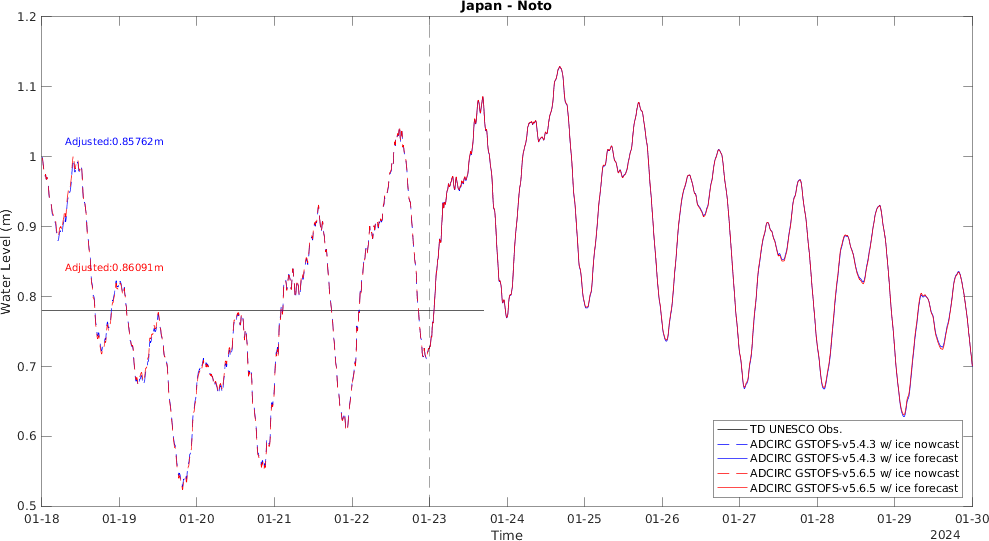 Japan - Noto
1.2
1.1
1
0.9
0.8
0.7
0.6
0.5
Water Level (m)
Adjusted:0.85762m
Adjusted:0.86091m
TD UNESCO Obs.
ADCIRC GSTOFS-v5.4.3 w/ ice nowcast
ADCIRC GSTOFS-v5.4.3 w/ ice forecast
ADCIRC GSTOFS-v5.6.5 w/ ice nowcast
ADCIRC GSTOFS-v5.6.5 w/ ice forecast
01-18 01-19 01-20 01-21 01-22 01-23 01-24 01-25 01-26 01-27 01-28 01-29 01-30
Time
2024